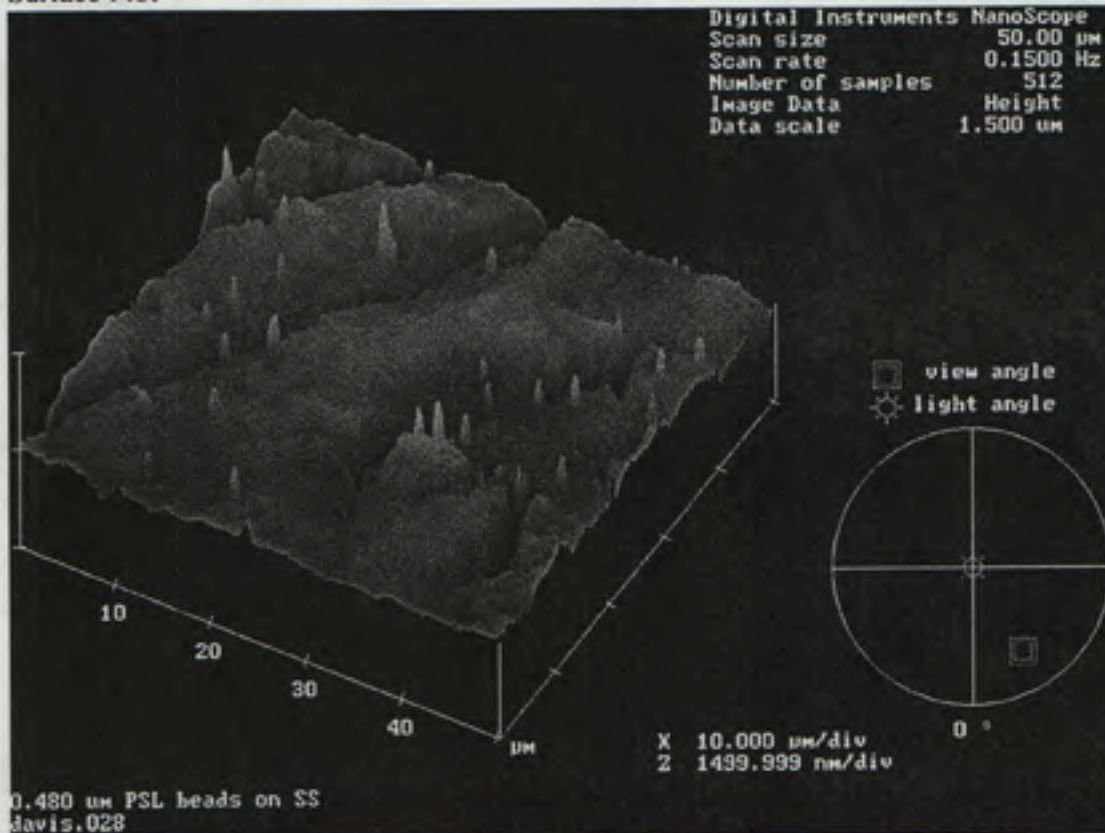 Digital Instruments NanoScope
Scan size 50.00 µm
Scan rate 0.1500 Hz
Number of samples 512
Image Data Height
Data scale 1.500 um
view angle
light angle
10
20
30
40
µm
0 °
X 10.000 µm/div
Z 1499.999 nm/div
0.480 um PSL beads on SS
davis.028